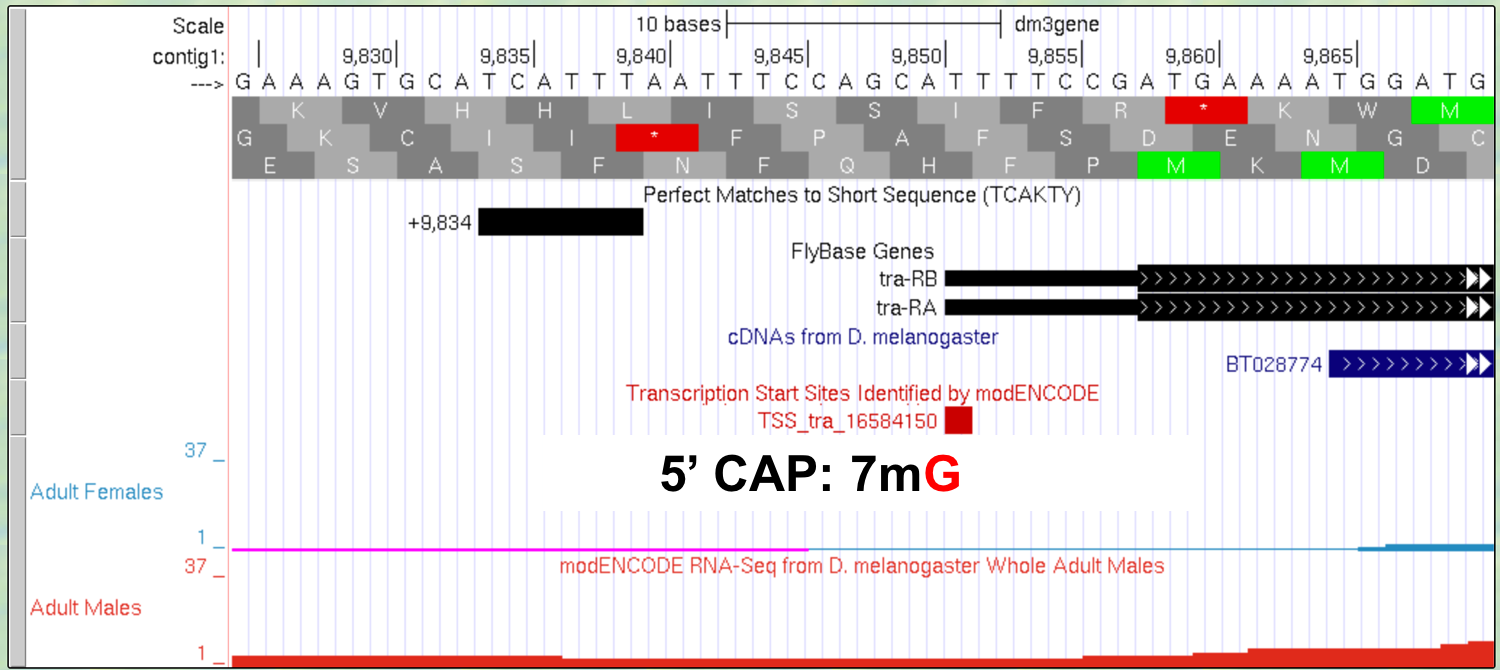 Scale 10 bases dm3gene
contig1: 9,830 9,835 9,840 9,845 9,850 9,855 9,860 9,865
---> G A A A G T G C A T C A T T T A A T T T C C A G C A T T T T C C G A T G A A A A T G G A T G
K V H H L I S S I F R * K W M
G K C I I * F P A F S D E N G C
E S A S F N F Q H F P M K M D
Perfect Matches to Short Sequence (TCAKTY)
+9,834
FlyBase Genes
tra-RB
tra-RA
cDNAs from D. melanogaster
BT028774
Transcription Start Sites Identified by modENCODE
TSS_tra_16584150
37 _
5’ CAP: 7mG
Adult Females
1 _
37 _ modENCODE RNA-Seq from D. melanogaster Whole Adult Males
Adult Males
1 _